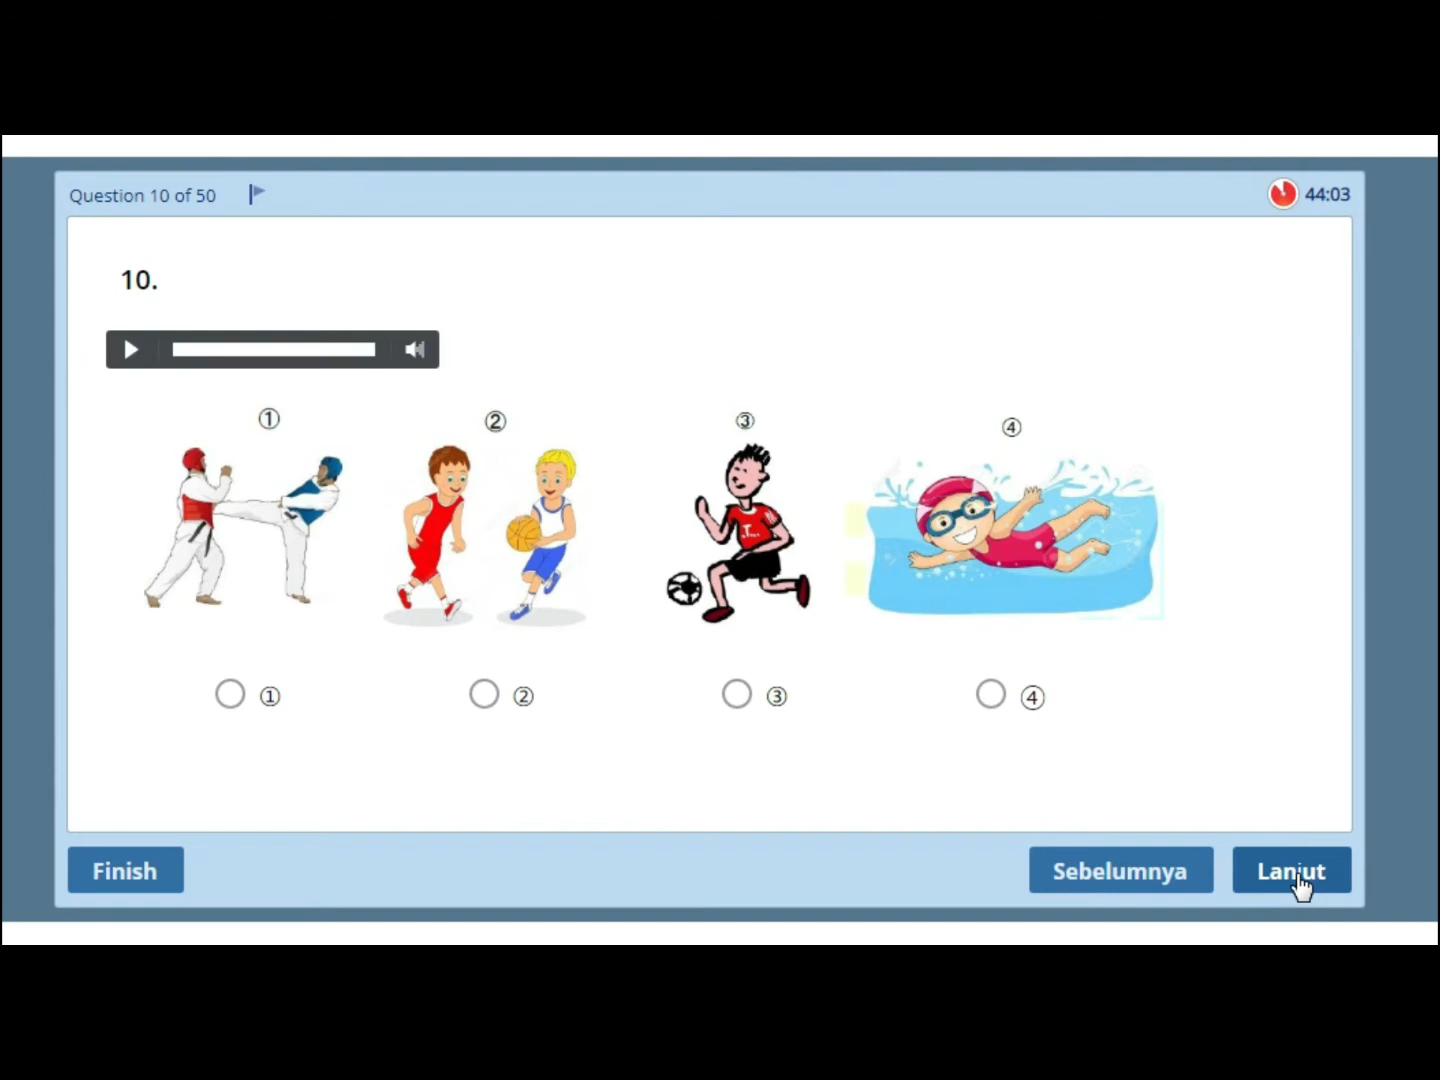 Question 10 of 50
44:03
10.
① ② ③ ④
① ② ③ ④
Finish
Sebelumnya
Lanjut